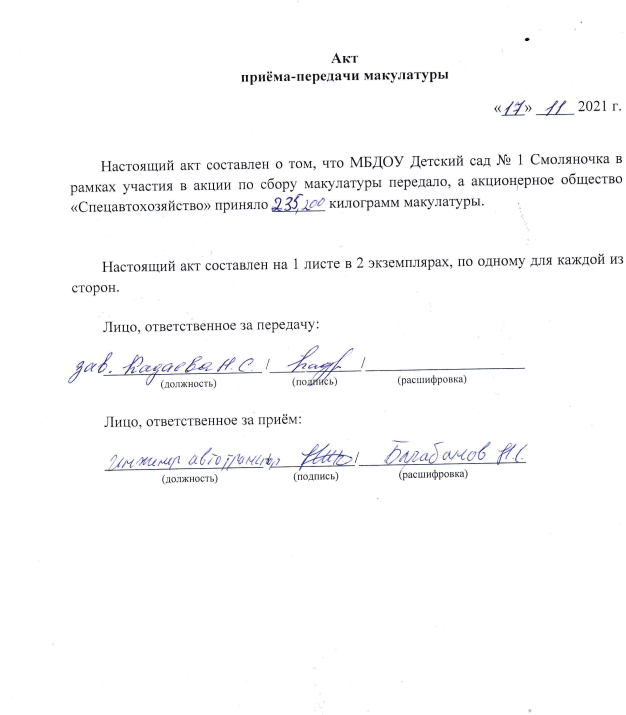 Акт
приёма-передачи макулатуры
«17» 11 2021 г.
Настоящий акт составлен о том, что МБДОУ Детский сад № 1 Смоляночка в
рамках участия в акции по сбору макулатуры передало, а акционерное общество
«Спецавтохозяйство» приняло 235,200 килограмм макулатуры.
Настоящий акт составлен на 1 листе в 2 экземплярах, по одному для каждой из
сторон.
Лицо, ответственное за передачу:
зав. Кадаева Н.С. / /
(должность) (подпись) (расшифровка)
Лицо, ответственное за приём:
инженер автотранспор / Барабанов Н.С.
(должность) (подпись) (расшифровка)